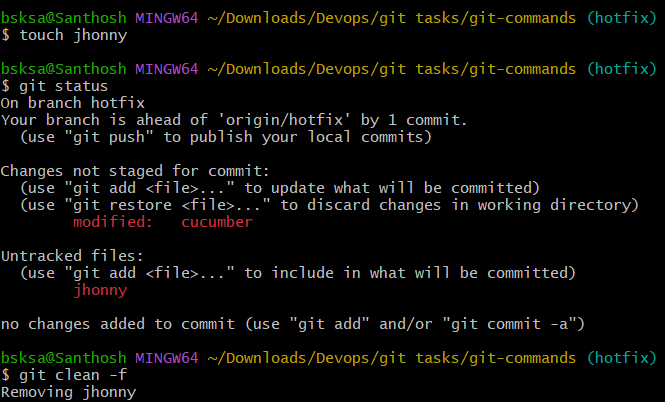 bsksa@Santhosh MINGW64 ~/Downloads/Devops/git tasks/git-commands (hotfix)
$ touch jhonny
bsksa@Santhosh MINGW64 ~/Downloads/Devops/git tasks/git-commands (hotfix)
$ git status
On branch hotfix
Your branch is ahead of 'origin/hotfix' by 1 commit.
  (use "git push" to publish your local commits)
Changes not staged for commit:
  (use "git add <file>..." to update what will be committed)
  (use "git restore <file>..." to discard changes in working directory)
        modified:   cucumber
Untracked files:
  (use "git add <file>..." to include in what will be committed)
        jhonny
no changes added to commit (use "git add" and/or "git commit -a")
bsksa@Santhosh MINGW64 ~/Downloads/Devops/git tasks/git-commands (hotfix)
$ git clean -f
Removing jhonny